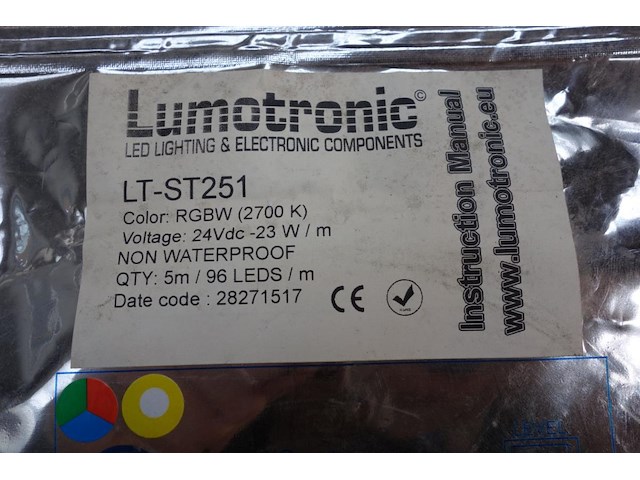 Lumotronic©
LED LIGHTING & ELECTRONIC COMPONENTS
LT-ST251
Color: RGBW (2700 K)
Voltage: 24Vdc -23 W / m
NON WATERPROOF
QTY: 5m / 96 LEDS / m
Date code : 28271517
CE
Instruction Manual
www.lumotronic.eu